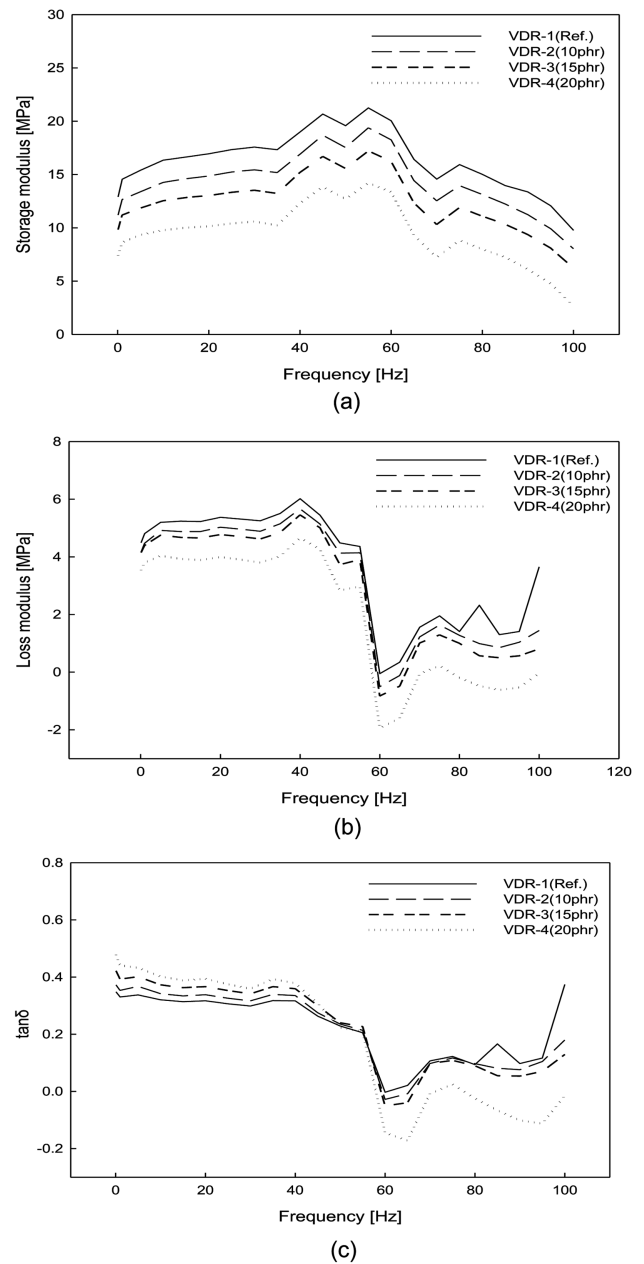 30
25
20
15
10
5
0
Storage modulus [MPa]
VDR-1(Ref.)
VDR-2(10phr)
VDR-3(15phr)
VDR-4(20phr)
0 20 40 60 80 100
Frequency [Hz]
(a)
8
6
4
2
0
-2
Loss modulus [MPa]
VDR-1(Ref.)
VDR-2(10phr)
VDR-3(15phr)
VDR-4(20phr)
0 20 40 60 80 100 120
Frequency [Hz]
(b)
0.8
0.6
0.4
0.2
0.0
-0.2
tanδ
VDR-1(Ref.)
VDR-2(10phr)
VDR-3(15phr)
VDR-4(20phr)
0 20 40 60 80 100
Frequency [Hz]
(c)